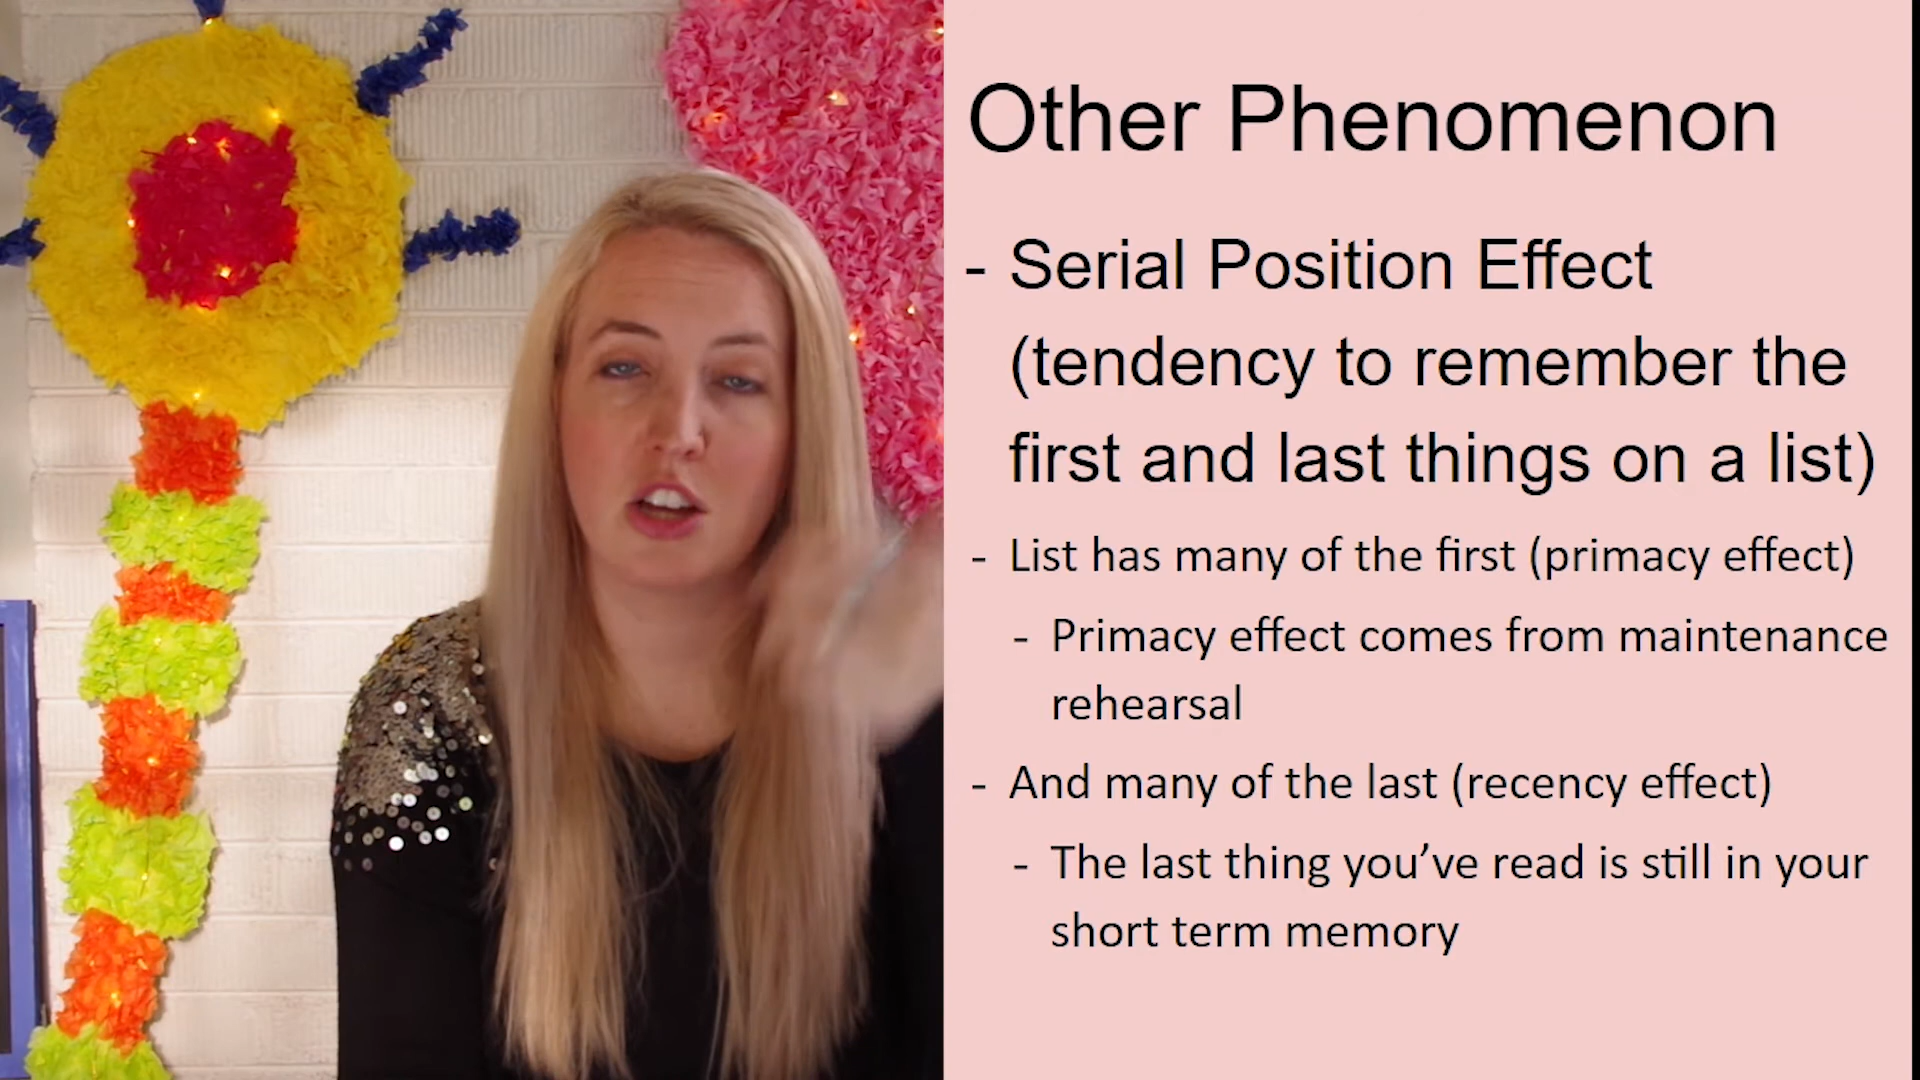 Other Phenomenon
- Serial Position Effect
(tendency to remember the
first and last things on a list)
- List has many of the first (primacy effect)
- Primacy effect comes from maintenance
rehearsal
- And many of the last (recency effect)
- The last thing you’ve read is still in your
short term memory